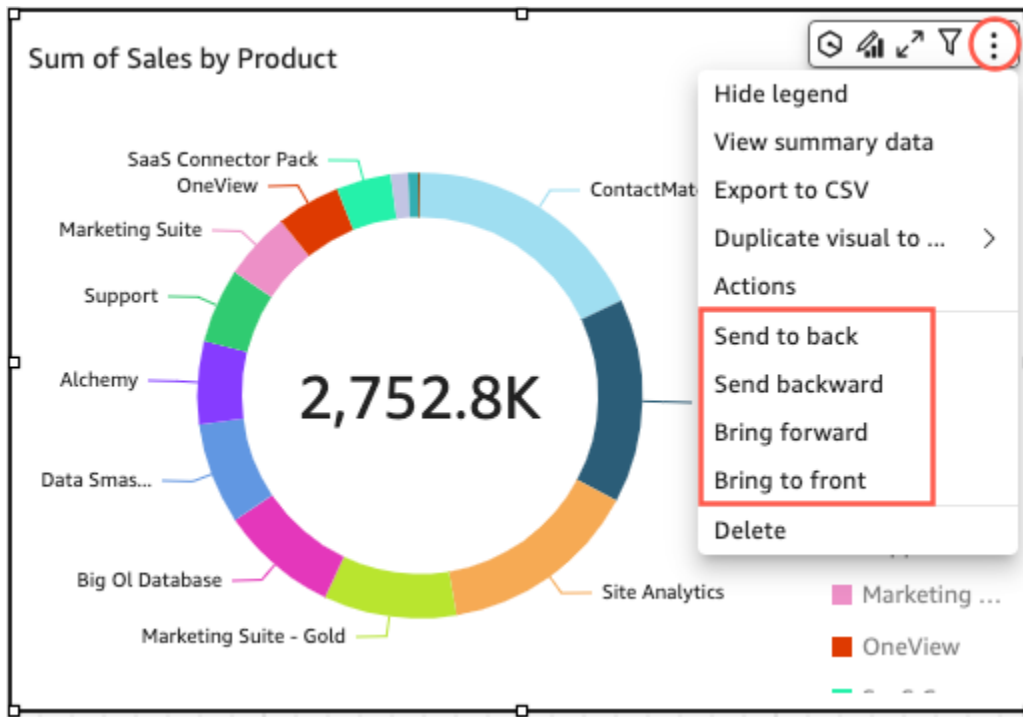 Sum of Sales by Product
Hide legend
View summary data
Export to CSV
Duplicate visual to ...
Actions
Send to back
Send backward
Bring forward
Bring to front
Delete
SaaS Connector Pack
OneView
ContactMat
Marketing Suite
Support
Alchemy
2,752.8K
Data Smas...
Big Ol Database
Site Analytics
Marketing Suite - Gold
Marketing ...
OneView